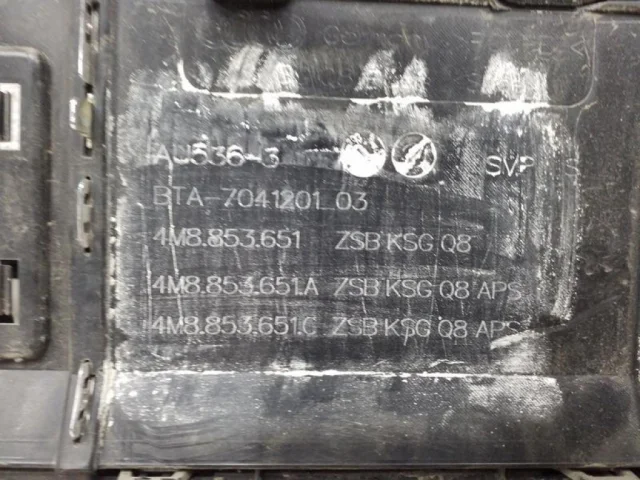 Germany
AU536-3 SVP
BTA-7041201_03
4M8.853.651 ZSB KSG Q8
4M8.853.651.A ZSB KSG Q8 APS
4M8.853.651.C ZSB KSG Q8 APS